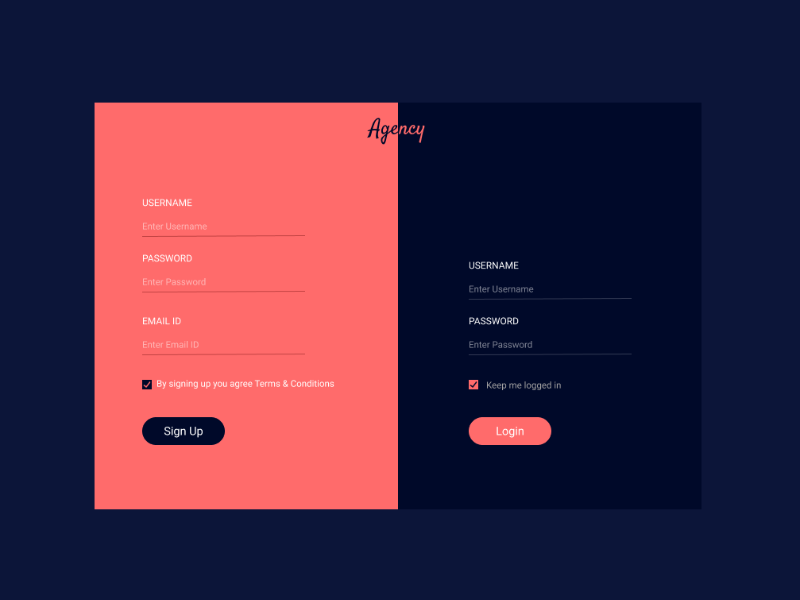 Agency
USERNAME
Enter Username
PASSWORD
Enter Password
EMAIL ID
Enter Email ID
By signing up you agree Terms & Conditions
Sign Up
USERNAME
Enter Username
PASSWORD
Enter Password
Keep me logged in
Login